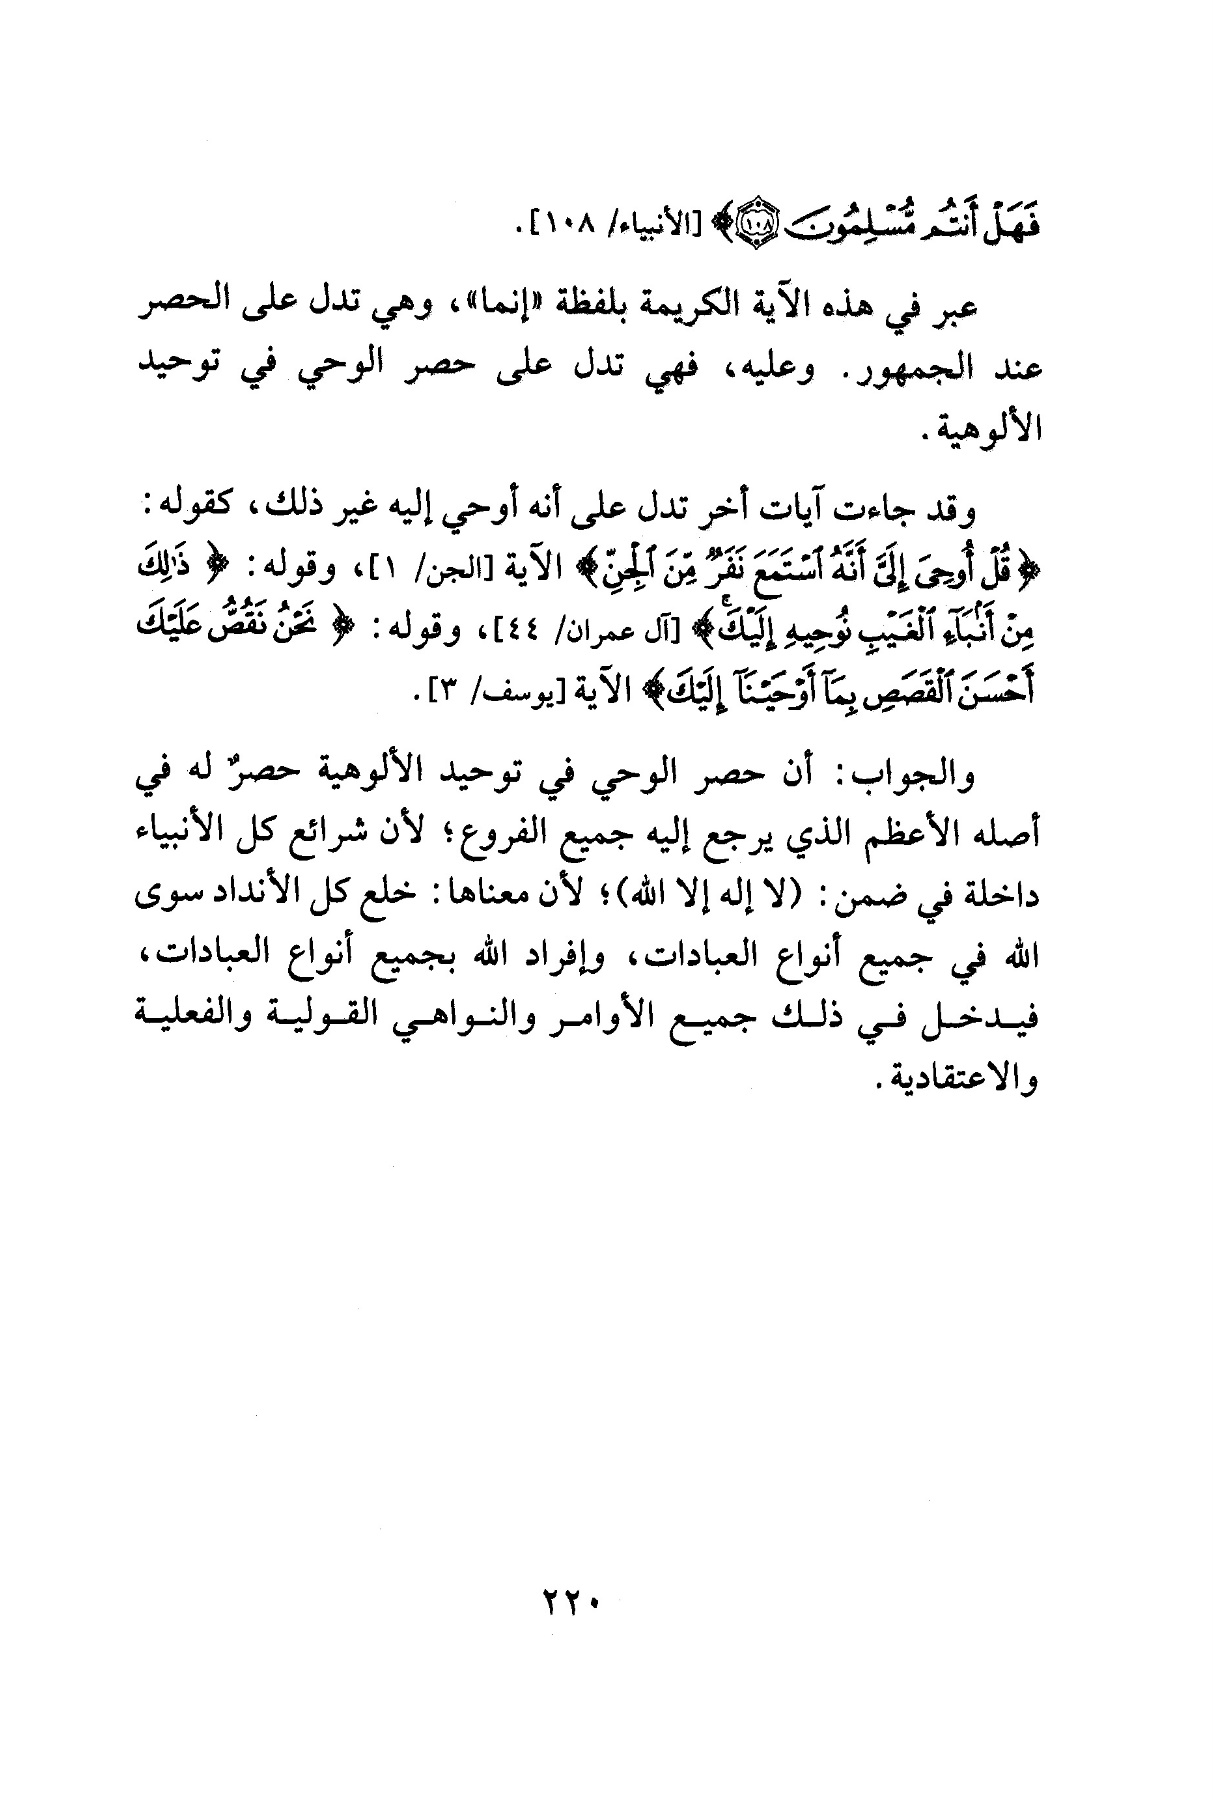 فَهَلْ أَنتُم مُّسْلِمُونَ ﴿١٠٨﴾﴾ [الأنبياء/ ١٠٨].
عبر في هذه الآية الكريمة بلفظة «إنما»، وهي تدل على الحصر
عند الجمهور. وعليه، فهي تدل على حصر الوحي في توحيد
الألوهية.
وقد جاءت آيات أخر تدل على أنه أوحي إليه غير ذلك، كقوله:
﴿قُلْ أُوحِىَ إِلَىَّ أَنَّهُ ٱسْتَمَعَ نَفَرٌ مِّنَ ٱلْجِنِّ﴾ الآية [الجن/ ١]، وقوله: ﴿ذَٰلِكَ
مِنْ أَنۢبَآءِ ٱلْغَيْبِ نُوحِيهِ إِلَيْكَ ۚ﴾ [آل عمران/ ٤٤]، وقوله: ﴿نَحْنُ نَقُصُّ عَلَيْكَ
أَحْسَنَ ٱلْقَصَصِ بِمَآ أَوْحَيْنَآ إِلَيْكَ﴾ الآية [يوسف/ ٣].
والجواب: أن حصر الوحي في توحيد الألوهية حصرٌ له في
أصله الأعظم الذي يرجع إليه جميع الفروع؛ لأن شرائع كل الأنبياء
داخلة في ضمن: (لا إله إلا الله)؛ لأن معناها: خلع كل الأنداد سوى
الله في جميع أنواع العبادات، وإفراد الله بجميع أنواع العبادات،
فيدخل في ذلك جميع الأوامر والنواهي القولية والفعلية
والاعتقادية.
٢٢٠